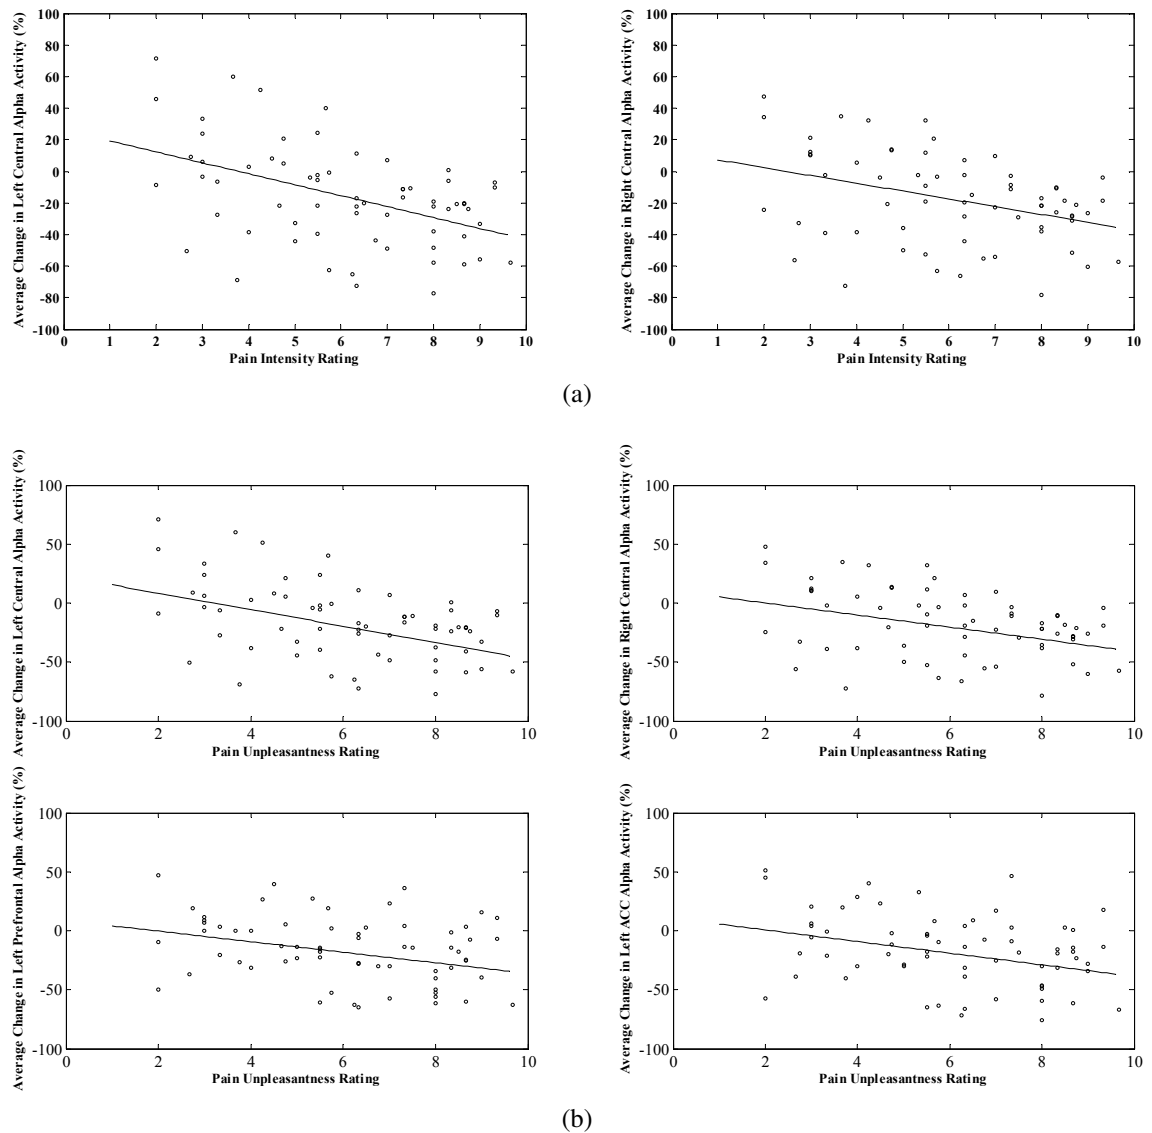 Average Change in Left Central Alpha Activity (%)
100
80
60
40
20
0
-20
-40
-60
-80
-100
0 1 2 3 4 5 6 7 8 9 10
Pain Intensity Rating
Average Change in Right Central Alpha Activity (%)
100
80
60
40
20
0
-20
-40
-60
-80
-100
0 1 2 3 4 5 6 7 8 9 10
Pain Intensity Rating
(a)
Average Change in Left Central Alpha Activity (%)
100
50
0
-50
-100
0 2 4 6 8 10
Pain Unpleasantness Rating
Average Change in Right Central Alpha Activity (%)
100
50
0
-50
-100
0 2 4 6 8 10
Pain Unpleasantness Rating
Average Change in Left Prefrontal Alpha Activity (%)
100
50
0
-50
-100
0 2 4 6 8 10
Pain Unpleasantness Rating
Average Change in Left ACC Alpha Activity (%)
100
50
0
-50
-100
0 2 4 6 8 10
Pain Unpleasantness Rating
(b)